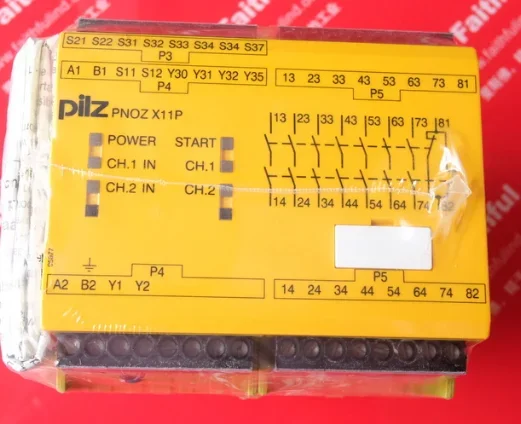 S21 S22 S31 S32 S33 S34 S34 S37
P3
A1 B1 S11 S12 Y30 Y31 Y32 Y35
P4
13 23 33 43 53 63 73 81
P5
pilz PNOZ X11P
POWER START
CH.1 IN CH.1
CH.2 IN CH.2
13 23 33 43 53 63 73 81
14 24 34 44 54 64 74 82
P4
A2 B2 Y1 Y2
P5
14 24 34 44 54 64 74 82
Faithful